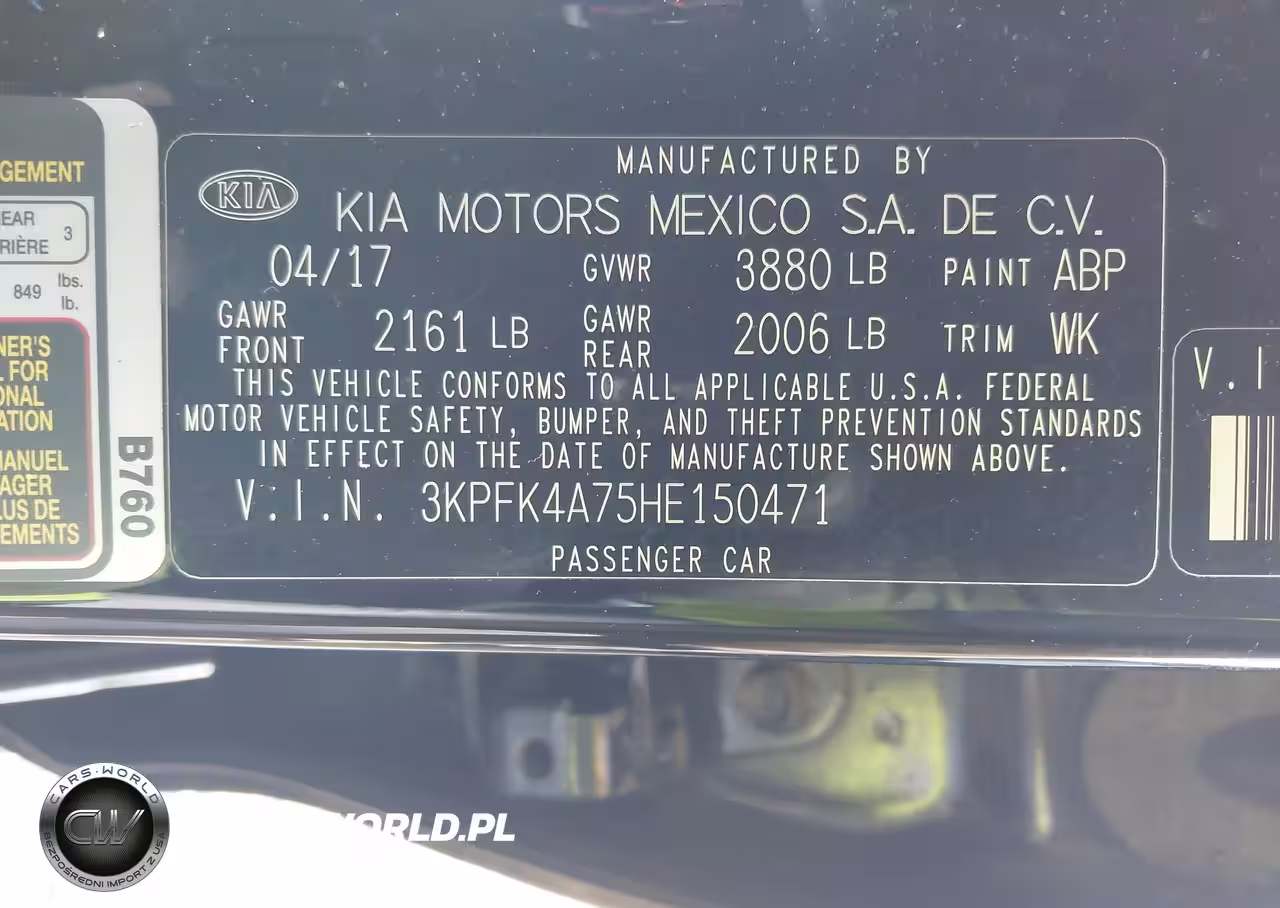 GEMENT
EAR
RIÈRE 3
849 lbs.
lb.
NER'S
FOR
ONAL
ATION
MANUEL
AGER
LUS DE
EMENTS
B760
MANUFACTURED BY
KIA
KIA MOTORS MEXICO S.A. DE C.V.
04/17 GVWR 3880 LB PAINT ABP
GAWR FRONT 2161 LB GAWR REAR 2006 LB TRIM WK
THIS VEHICLE CONFORMS TO ALL APPLICABLE U.S.A. FEDERAL
MOTOR VEHICLE SAFETY, BUMPER, AND THEFT PREVENTION STANDARDS
IN EFFECT ON THE DATE OF MANUFACTURE SHOWN ABOVE.
V.I.N. 3KPFK4A75HE150471
PASSENGER CAR
V.I
CARS-WORLD
CW
BEZPOŚREDNI IMPORT Z USA
WORLD.PL